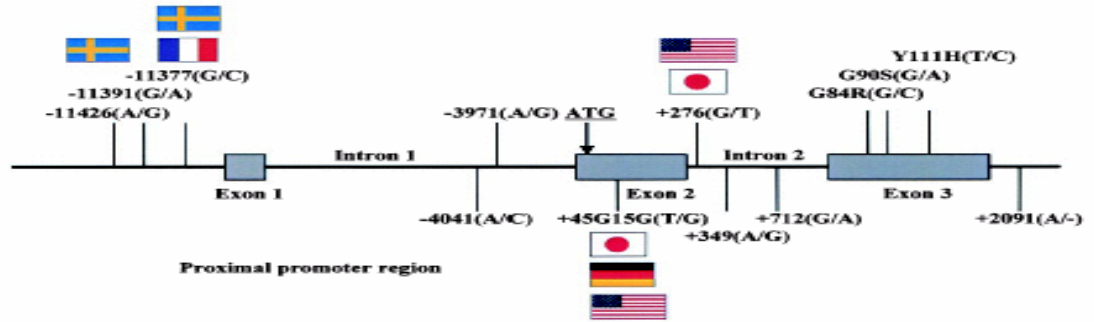 Y111H(T/C)
-11377(G/C)
G90S(G/A)
-11391(G/A)
G84R(G/C)
-11426(A/G)
-3971(A/G) ATG
+276(G/T)
Intron 1
Intron 2
Exon 1
Exon 2
Exon 3
-4041(A/C)
+45G15G(T/G)
+712(G/A)
+2091(A/-)
+349(A/G)
Proximal promoter region